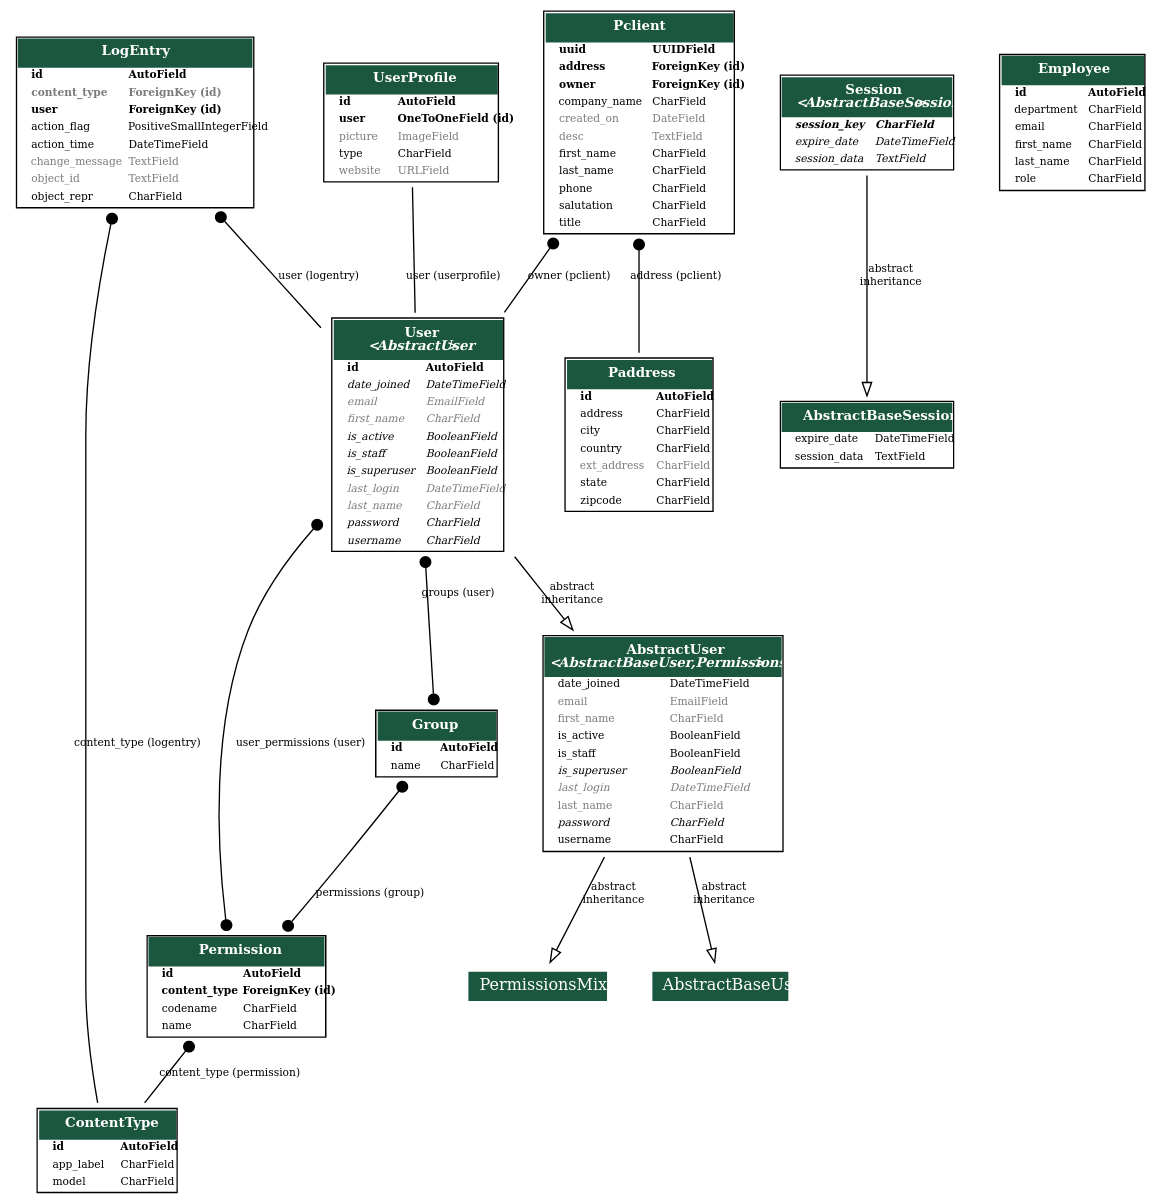 LogEntry
id AutoField
content_type ForeignKey (id)
user ForeignKey (id)
action_flag PositiveSmallIntegerField
action_time DateTimeField
change_message TextField
object_id TextField
object_repr CharField
UserProfile
id AutoField
user OneToOneField (id)
picture ImageField
type CharField
website URLField
Pclient
uuid UUIDField
address ForeignKey (id)
owner ForeignKey (id)
company_name CharField
created_on DateField
desc TextField
first_name CharField
last_name CharField
phone CharField
salutation CharField
title CharField
Session
<AbstractBaseSession>
session_key CharField
expire_date DateTimeField
session_data TextField
Employee
id AutoField
department CharField
email CharField
first_name CharField
last_name CharField
role CharField
user (logentry)
user (userprofile)
owner (pclient)
address (pclient)
abstract
inheritance
User
<AbstractUser>
id AutoField
date_joined DateTimeField
email EmailField
first_name CharField
is_active BooleanField
is_staff BooleanField
is_superuser BooleanField
last_login DateTimeField
last_name CharField
password CharField
username CharField
Paddress
id AutoField
address CharField
city CharField
country CharField
ext_address CharField
state CharField
zipcode CharField
AbstractBaseSession
expire_date DateTimeField
session_data TextField
groups (user)
abstract
inheritance
AbstractUser
<AbstractBaseUser,Permissions>
date_joined DateTimeField
email EmailField
first_name CharField
is_active BooleanField
is_staff BooleanField
is_superuser BooleanField
last_login DateTimeField
last_name CharField
password CharField
username CharField
Group
id AutoField
name CharField
content_type (logentry)
user_permissions (user)
permissions (group)
abstract
inheritance
abstract
inheritance
Permission
id AutoField
content_type ForeignKey (id)
codename CharField
name CharField
PermissionsMix
AbstractBaseUs
content_type (permission)
ContentType
id AutoField
app_label CharField
model CharField